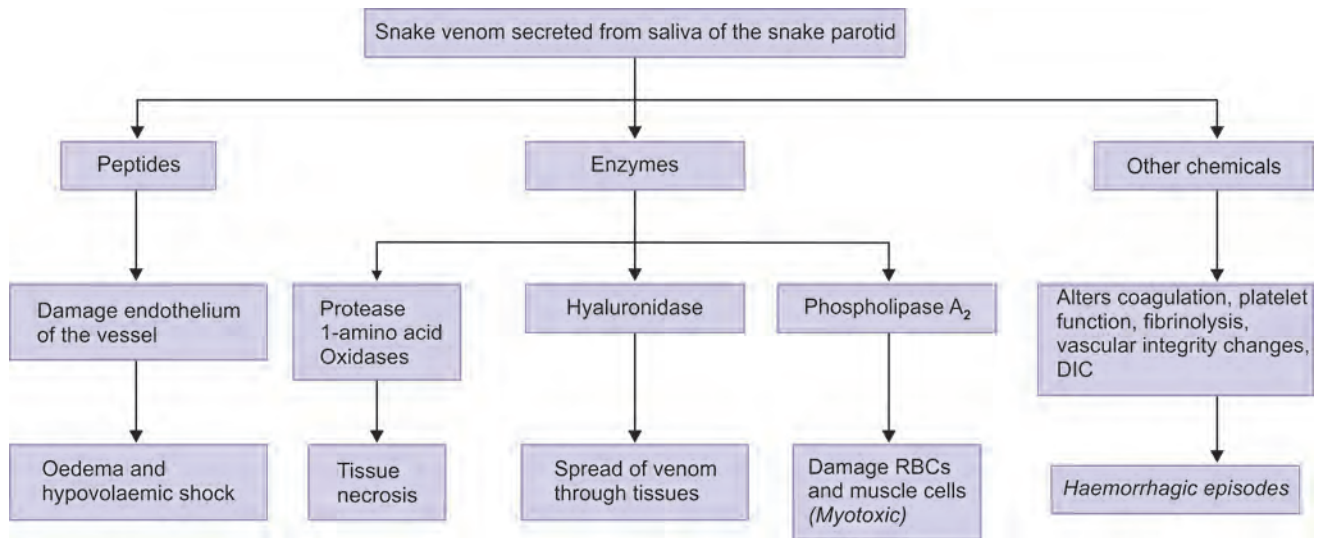 Snake venom secreted from saliva of the snake parotid
Peptides
Enzymes
Other chemicals
Damage endothelium
of the vessel
Protease
1-amino acid
Oxidases
Hyaluronidase
Phospholipase A₂
Alters coagulation, platelet
function, fibrinolysis,
vascular integrity changes,
DIC
Oedema and
hypovolaemic shock
Tissue
necrosis
Spread of venom
through tissues
Damage RBCs
and muscle cells
(Myotoxic)
Haemorrhagic episodes